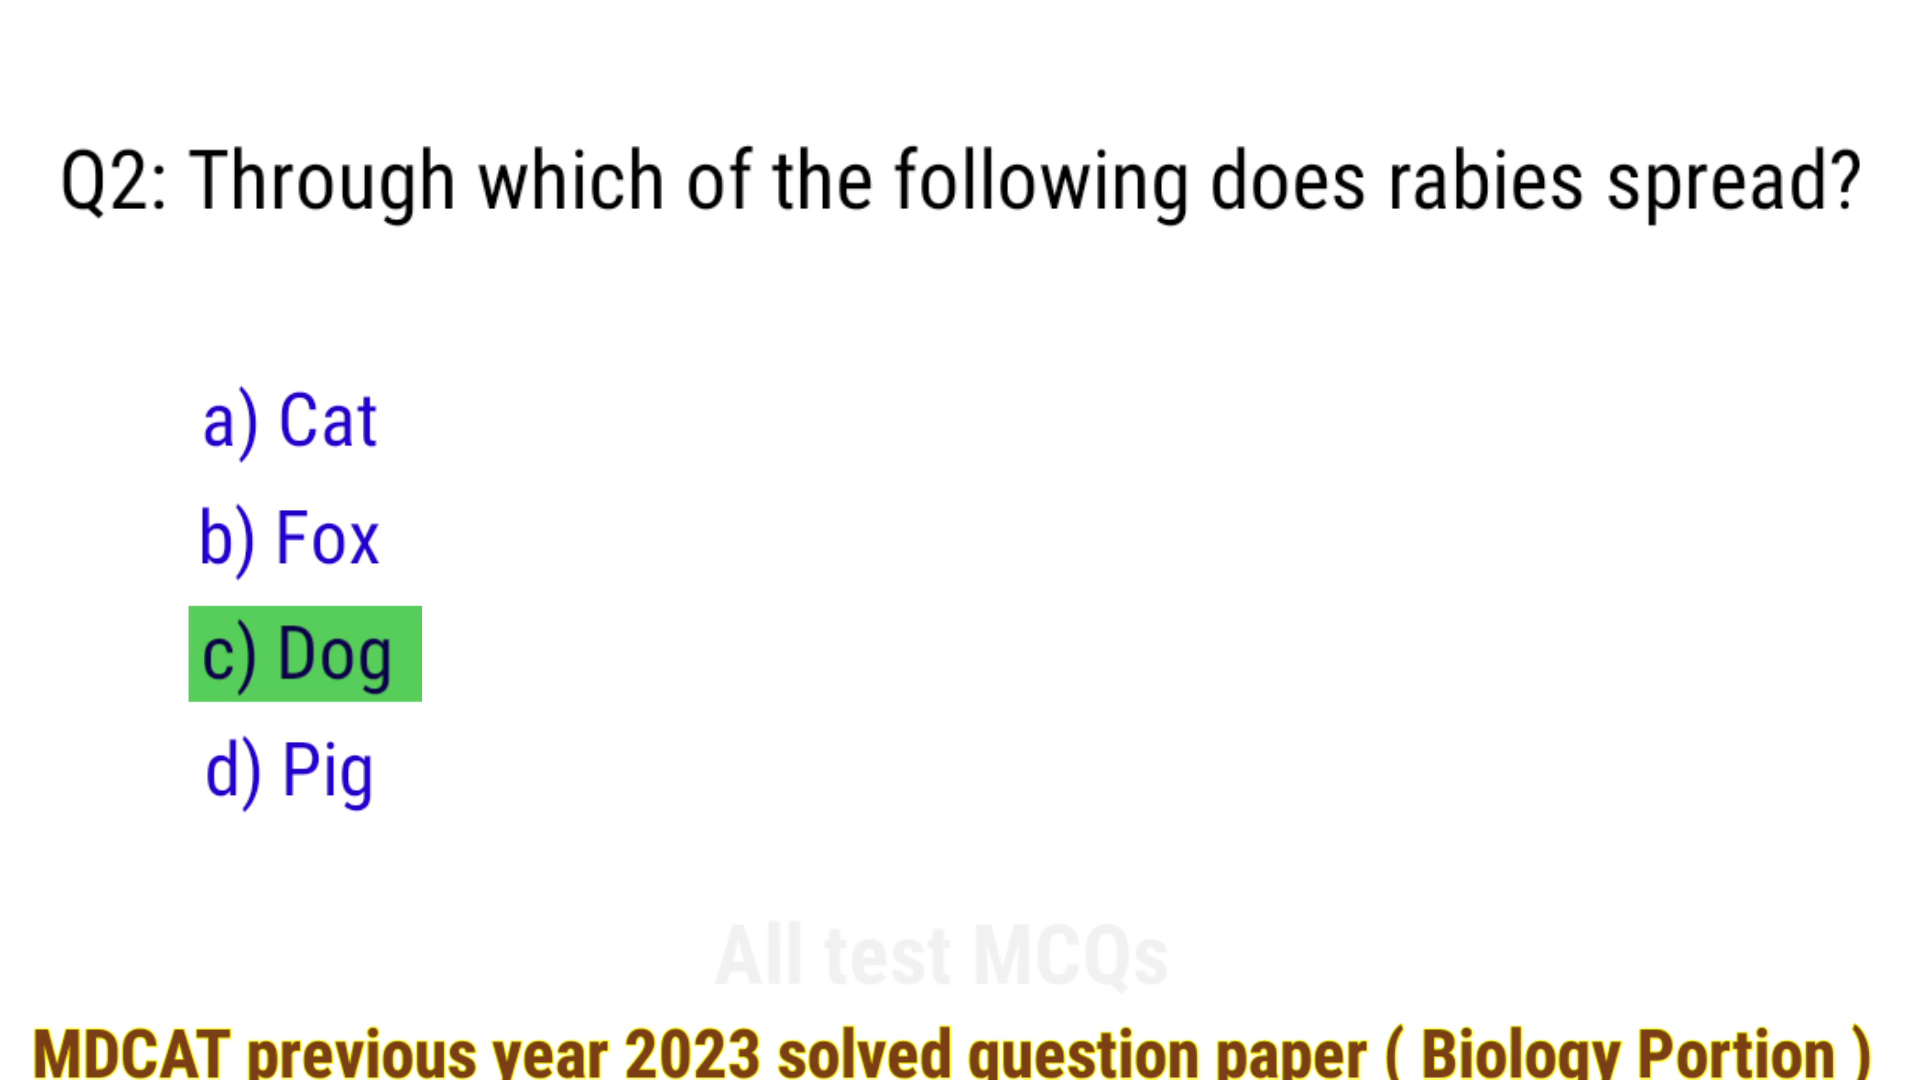 Q2: Through which of the following does rabies spread?
a) Cat
b) Fox
c) Dog
d) Pig
All test MCQs
MDCAT previous year 2023 solved question paper ( Biology Portion )